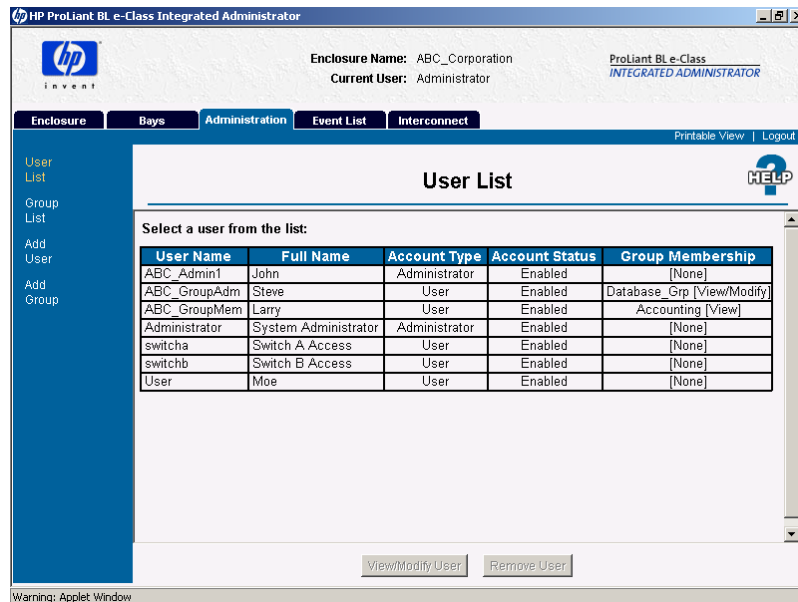 HP ProLiant BL e-Class Integrated Administrator
hp
invent
Enclosure Name: ABC_Corporation
Current User: Administrator
ProLiant BL e-Class
INTEGRATED ADMINISTRATOR
Enclosure Bays Administration Event List Interconnect
Printable View | Logout
User List
Group List
Add User
Add Group
User List
HELP
Select a user from the list:
User Name Full Name Account Type Account Status Group Membership
ABC_Admin1 John Administrator Enabled [None]
ABC_GroupAdm Steve User Enabled Database_Grp [View/Modify]
ABC_GroupMem Larry User Enabled Accounting [View]
Administrator System Administrator Administrator Enabled [None]
switcha Switch A Access User Enabled [None]
switchb Switch B Access User Enabled [None]
User Moe User Enabled [None]
View/Modify User Remove User
Warning: Applet Window